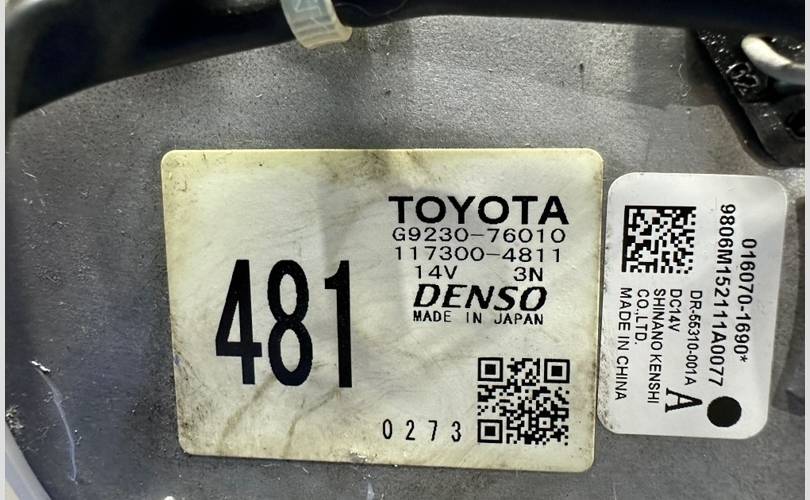 TOYOTA
G9230-76010
117300-4811
14V 3N
DENSO
MADE IN JAPAN
481
0273
016070-1690*
9806M152111A0077
DR-55310-001A
DC14V
SHINANO KENSHI
CO.,LTD.
MADE IN CHINA
A